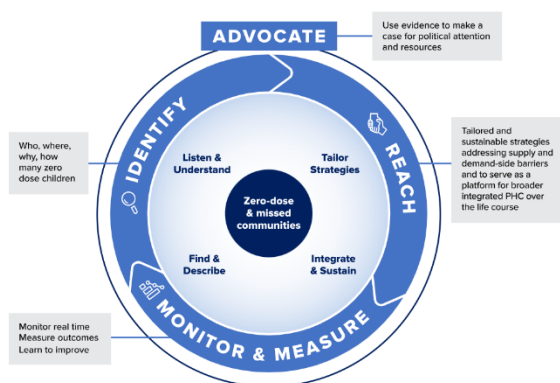 ADVOCATE
Use evidence to make a
case for political attention
and resources
IDENTIFY
Who, where,
why, how
many zero
dose children
REACH
Tailored and
sustainable strategies
addressing supply and
demand-side barriers
and to serve as a
platform for broader
integrated PHC over
the life course
Listen &
Understand
Tailor
Strategies
Zero-dose
& missed
communities
Find &
Describe
Integrate
& Sustain
MONITOR & MEASURE
Monitor real time
Measure outcomes
Learn to improve